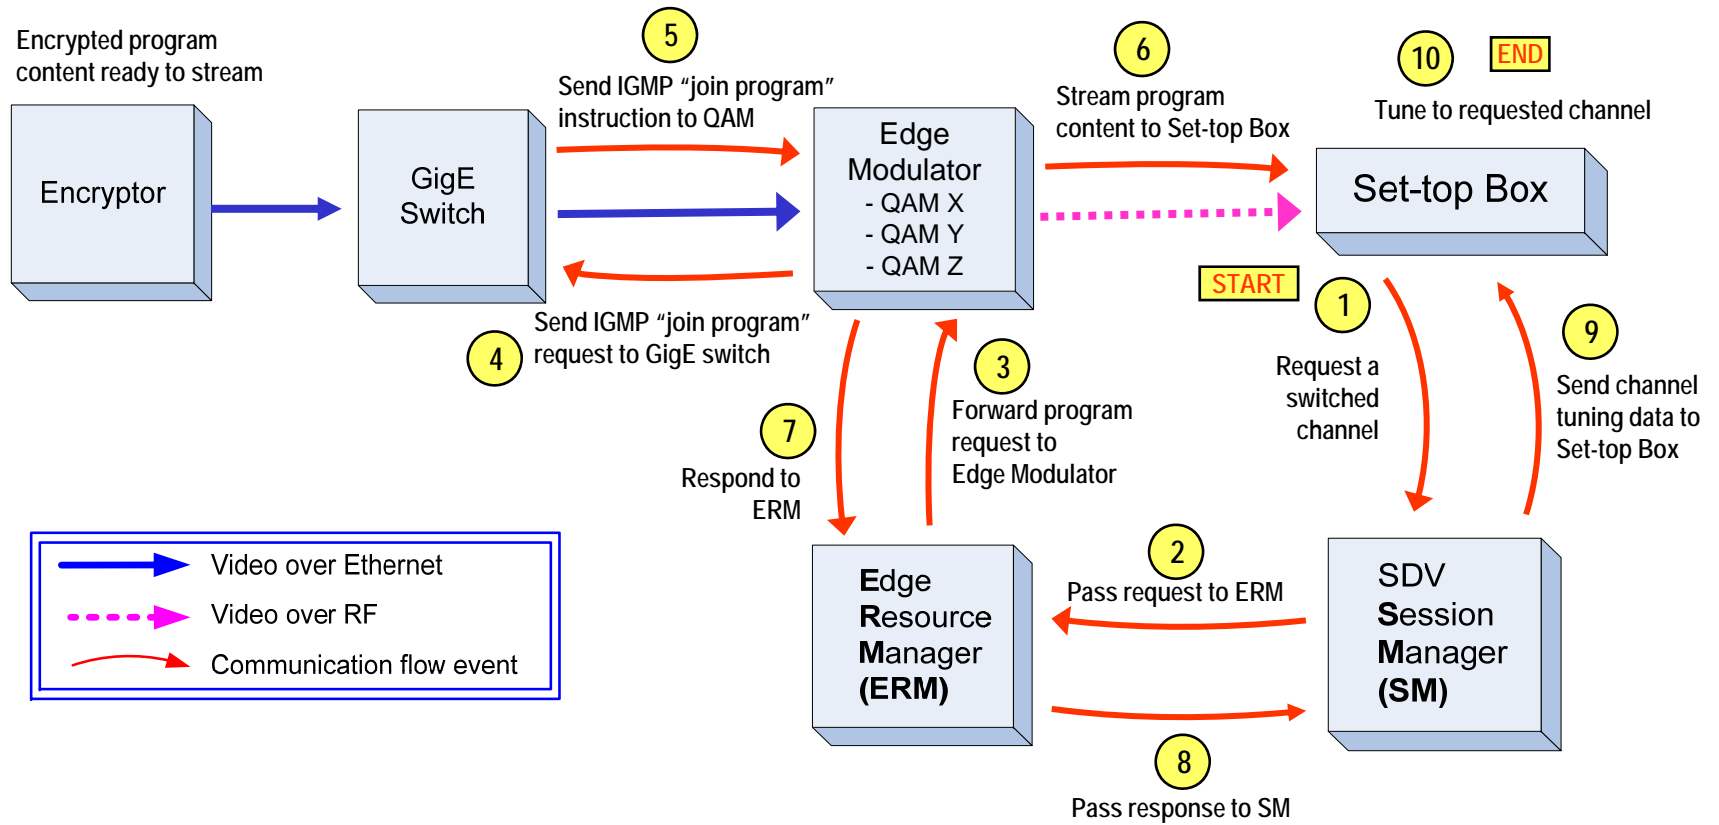 Encrypted program
content ready to stream
Encryptor
GigE
Switch
5
Send IGMP “join program”
instruction to QAM
4
Send IGMP “join program”
request to GigE switch
Edge
Modulator
- QAM X
- QAM Y
- QAM Z
6
Stream program
content to Set-top Box
10
END
Tune to requested channel
Set-top Box
START
1
Request a
switched
channel
9
Send channel
tuning data to
Set-top Box
3
Forward program
request to
Edge Modulator
7
Respond to
ERM
2
Pass request to ERM
Edge
Resource
Manager
(ERM)
SDV
Session
Manager
(SM)
8
Pass response to SM
Video over Ethernet
Video over RF
Communication flow event